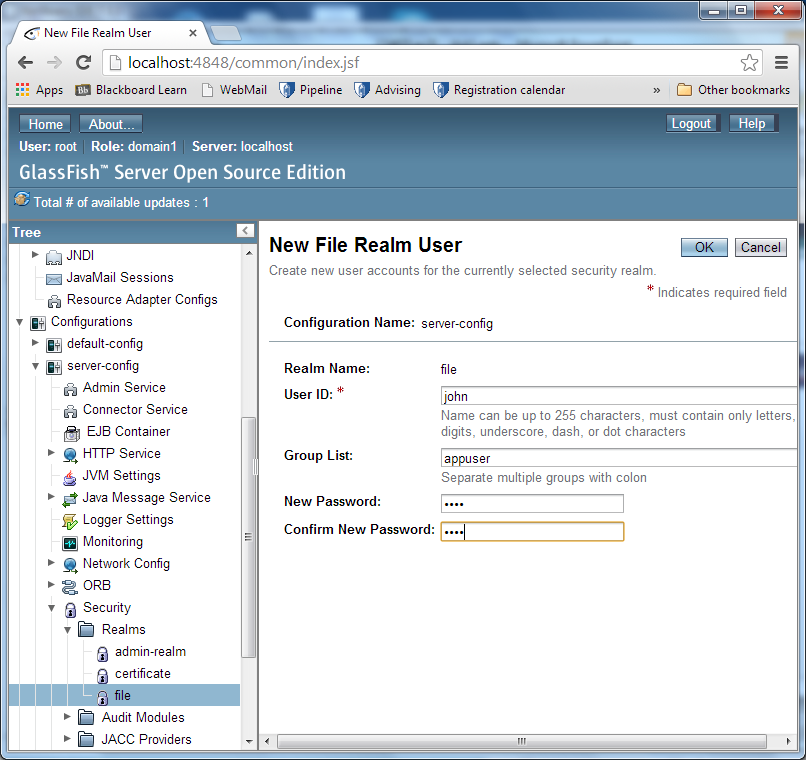 New File Realm User
localhost:4848/common/index.jsf
Apps Bb Blackboard Learn WebMail Pipeline Advising Registration calendar » Other bookmarks
Home About... Logout Help
User: root Role: domain1 Server: localhost
GlassFish™ Server Open Source Edition
Total # of available updates : 1
Tree
JNDI
JavaMail Sessions
Resource Adapter Configs
Configurations
default-config
server-config
Admin Service
Connector Service
EJB Container
HTTP Service
JVM Settings
Java Message Service
Logger Settings
Monitoring
Network Config
ORB
Security
Realms
admin-realm
certificate
file
Audit Modules
JACC Providers
New File Realm User
OK Cancel
Create new user accounts for the currently selected security realm.
* Indicates required field
Configuration Name: server-config
Realm Name: file
User ID: * john
Name can be up to 255 characters, must contain only letters,
digits, underscore, dash, or dot characters
Group List: appuser
Separate multiple groups with colon
New Password: ••••
Confirm New Password: ••••